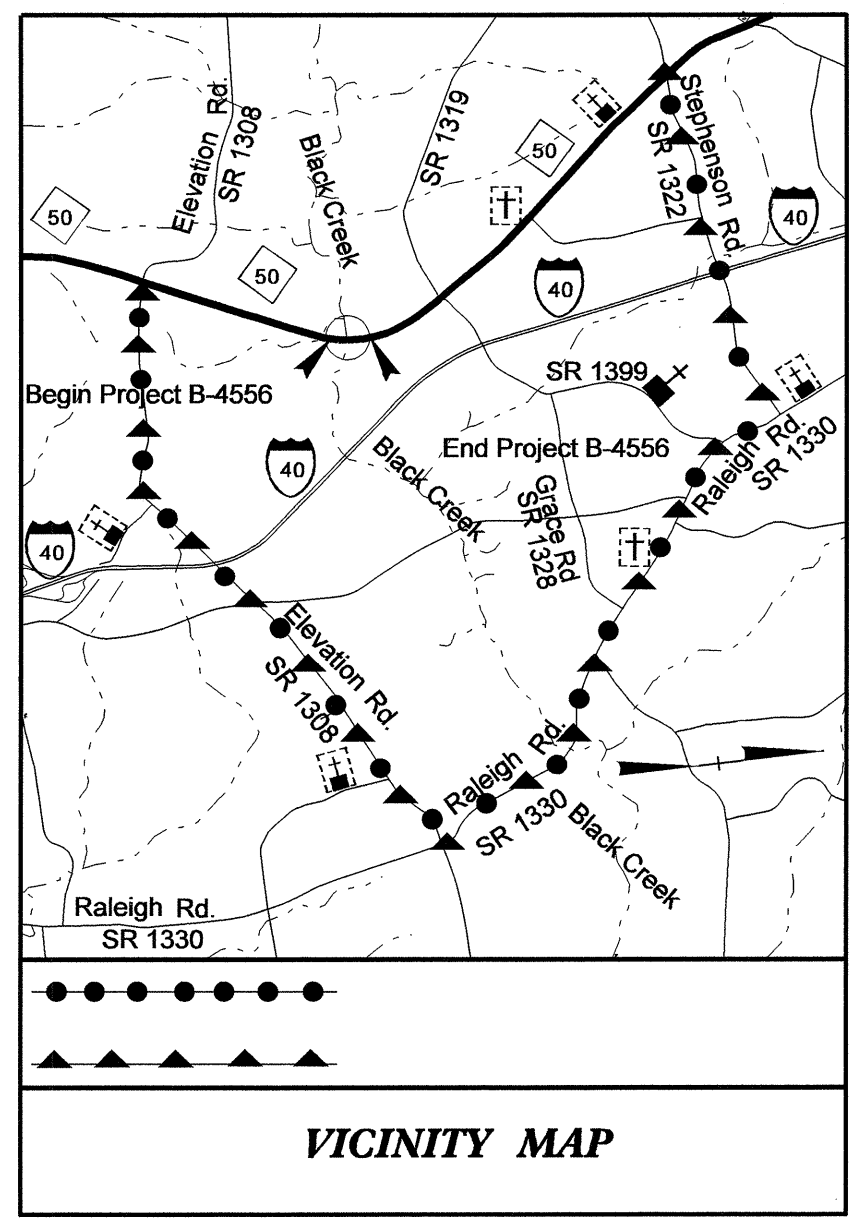 Elevation Rd.
SR 1308
Black Creek
SR 1319
50
Stephenson Rd.
SR 1322
40
50
50
40
SR 1399
Begin Project B-4556
End Project B-4556
Raleigh Rd.
SR 1330
40
Black Creek
Grace Rd
SR 1328
40
Elevation Rd.
SR 1308
Raleigh Rd.
SR 1330
Black Creek
Raleigh Rd.
SR 1330
VICINITY MAP